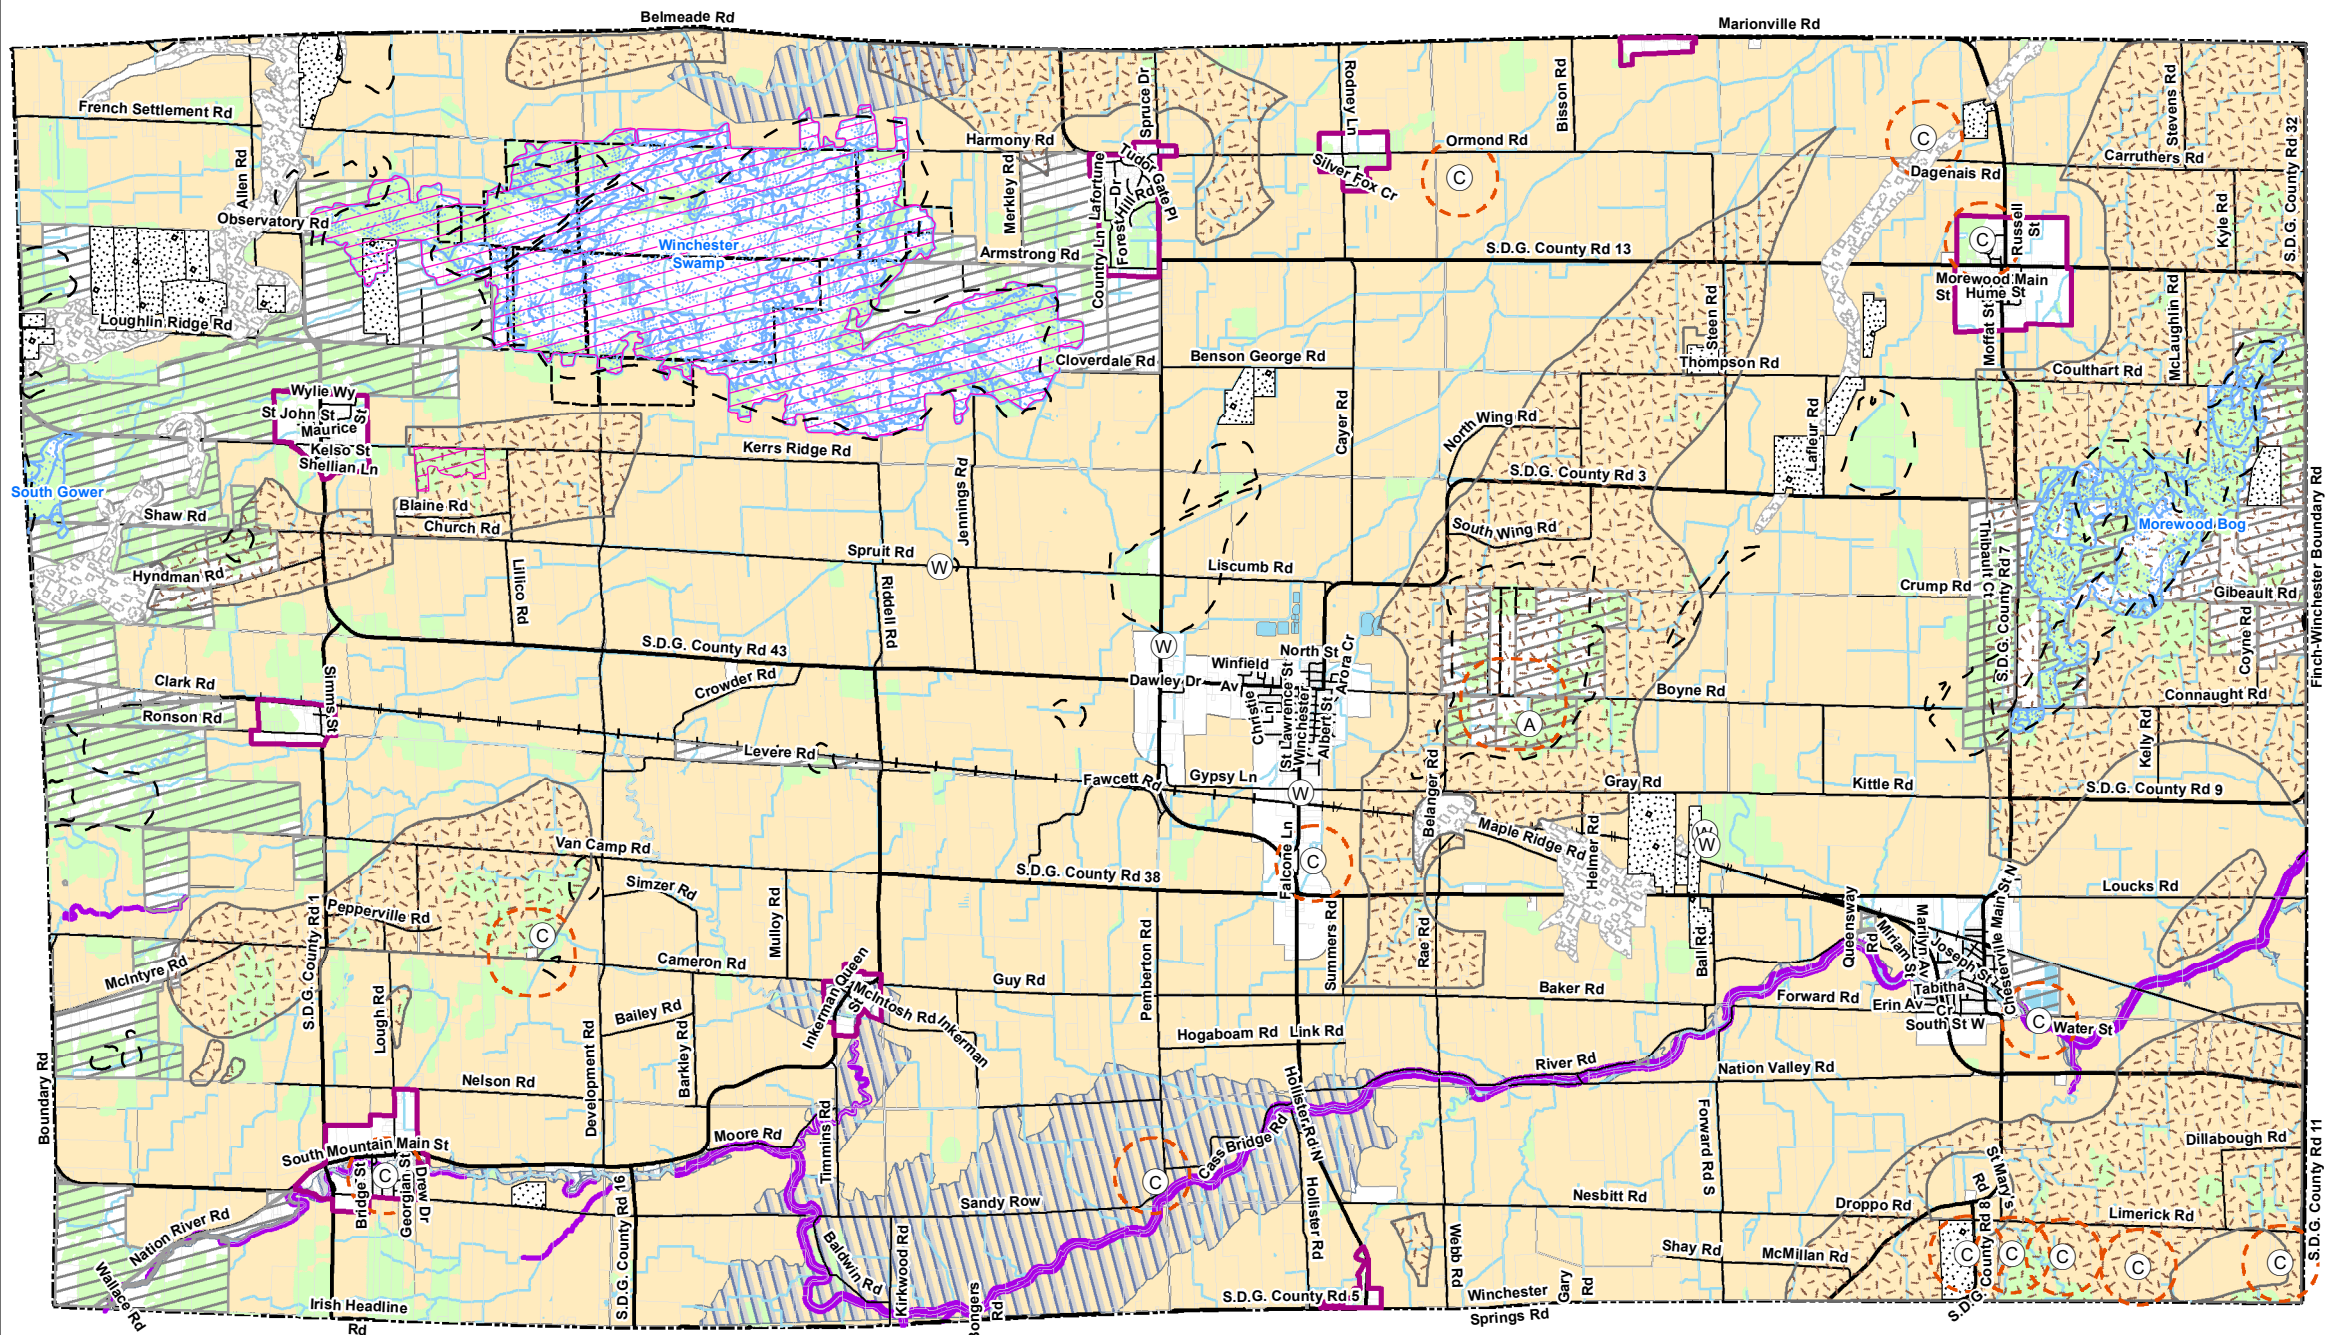 Belmeade Rd
Marionville Rd
French Settlement Rd
Allen Rd
Observatory Rd
Loughlin Ridge Rd
Harmony Rd
Spruce Dr
Merkley Rd
Tudor
Gate Pl
Lafortune
Dr
Forest Hill Rd
Country Ln
Armstrong Rd
Cloverdale Rd
Winchester
Swamp
Rodney Ln
Silver Fox Cr
Ormond Rd
C
Bisson Rd
S.D.G. County Rd 13
C
Dagenais Rd
Stevens Rd
Carruthers Rd
S.D.G. County Rd 32
Kyle Rd
C
Russell
St
Morewood Main
St
Hume St
Moffat St
McLaughlin Rd
Coulthart Rd
Benson George Rd
Cayer Rd
Steen Rd
Thompson Rd
Lafleur Rd
North Wing Rd
S.D.G. County Rd 3
South Wing Rd
Wylie Wy
St John St
St
Maurice
Kelso St
Shellian Ln
South Gower
Shaw Rd
Hyndman Rd
Blaine Rd
Church Rd
Lillico Rd
Kerrs Ridge Rd
Jennings Rd
Spruit Rd
W
Riddell Rd
Liscumb Rd
Crump Rd
Thibault Ct
S.D.G. County Rd 7
Morewood Bog
Gibeault Rd
Coyne Rd
Finch-Winchester Boundary Rd
S.D.G. County Rd 43
Crowder Rd
Clark Rd
Ronson Rd
Simms St
Levere Rd
W
Dawley Dr
Winfield
Av
North St
Arora Cr
Christie
Ln
St Lawrence St
Winchester
Albert St
Boyne Rd
A
Connaught Rd
Kelly Rd
Fawcett Rd
Gypsy Ln
W
Belanger Rd
Gray Rd
Kittle Rd
S.D.G. County Rd 9
Maple Ridge Rd
Helmer Rd
W
W
Van Camp Rd
Simzer Rd
S.D.G. County Rd 38
Falcone Ln
C
Loucks Rd
Pepperville Rd
C
S.D.G. County Rd 1
McIntyre Rd
Mulloy Rd
Cameron Rd
Lough Rd
Bailey Rd
Barkley Rd
Development Rd
Queen
St
McIntosh Rd
Inkerman
Inkerman
Guy Rd
Pemberton Rd
Summers Rd
Rae Rd
Baker Rd
Ball Rd
Queensway
Rd
Miriam St
Marilyn Av
Joseph St
Tabitha
Cr
Erin Av
South St W
Chesterville Main St N
C
Water St
Forward Rd
Hogaboam Rd
Link Rd
River Rd
Nation Valley Rd
Boundary Rd
Nelson Rd
South Mountain Main St
Bridge St
C
Georgian St
Drew Dr
Moore Rd
Timmins Rd
Hollister Rd N
Cass Bridge Rd
C
Sandy Row
Nation River Rd
Wallace Rd
S.D.G. County Rd 16
Baldwin Rd
Kirkwood Rd
Bongers
Rd
Hollister Rd
Webb Rd
Nesbitt Rd
Forward Rd S
Droppo Rd
St Mary's
Rd
Dillabough Rd
Limerick Rd
S.D.G. County Rd 11
Shay Rd
McMillan Rd
S.D.G. County Rd 8
C
C
C
C
C
Irish Headline
Rd
S.D.G. County Rd 5
Winchester
Springs Rd
Gary
Rd